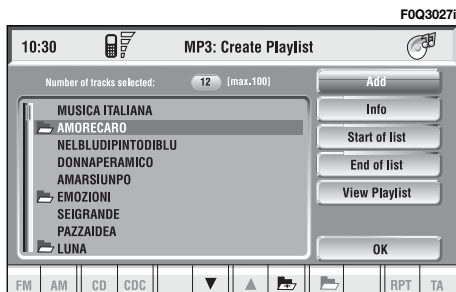 F0Q3027i
10:30 MP3: Create Playlist
Number of tracks selected: 12 [max.100]
Add
MUSICA ITALIANA
Info
AMORECARO
NELBLUDIPINTODIBLU
Start of list
DONNAPERAMICO
End of list
AMARSIUNPO
EMOZIONI
View Playlist
SEIGRANDE
PAZZAIDEA
LUNA
OK
FM AM CD CDC RPT TA